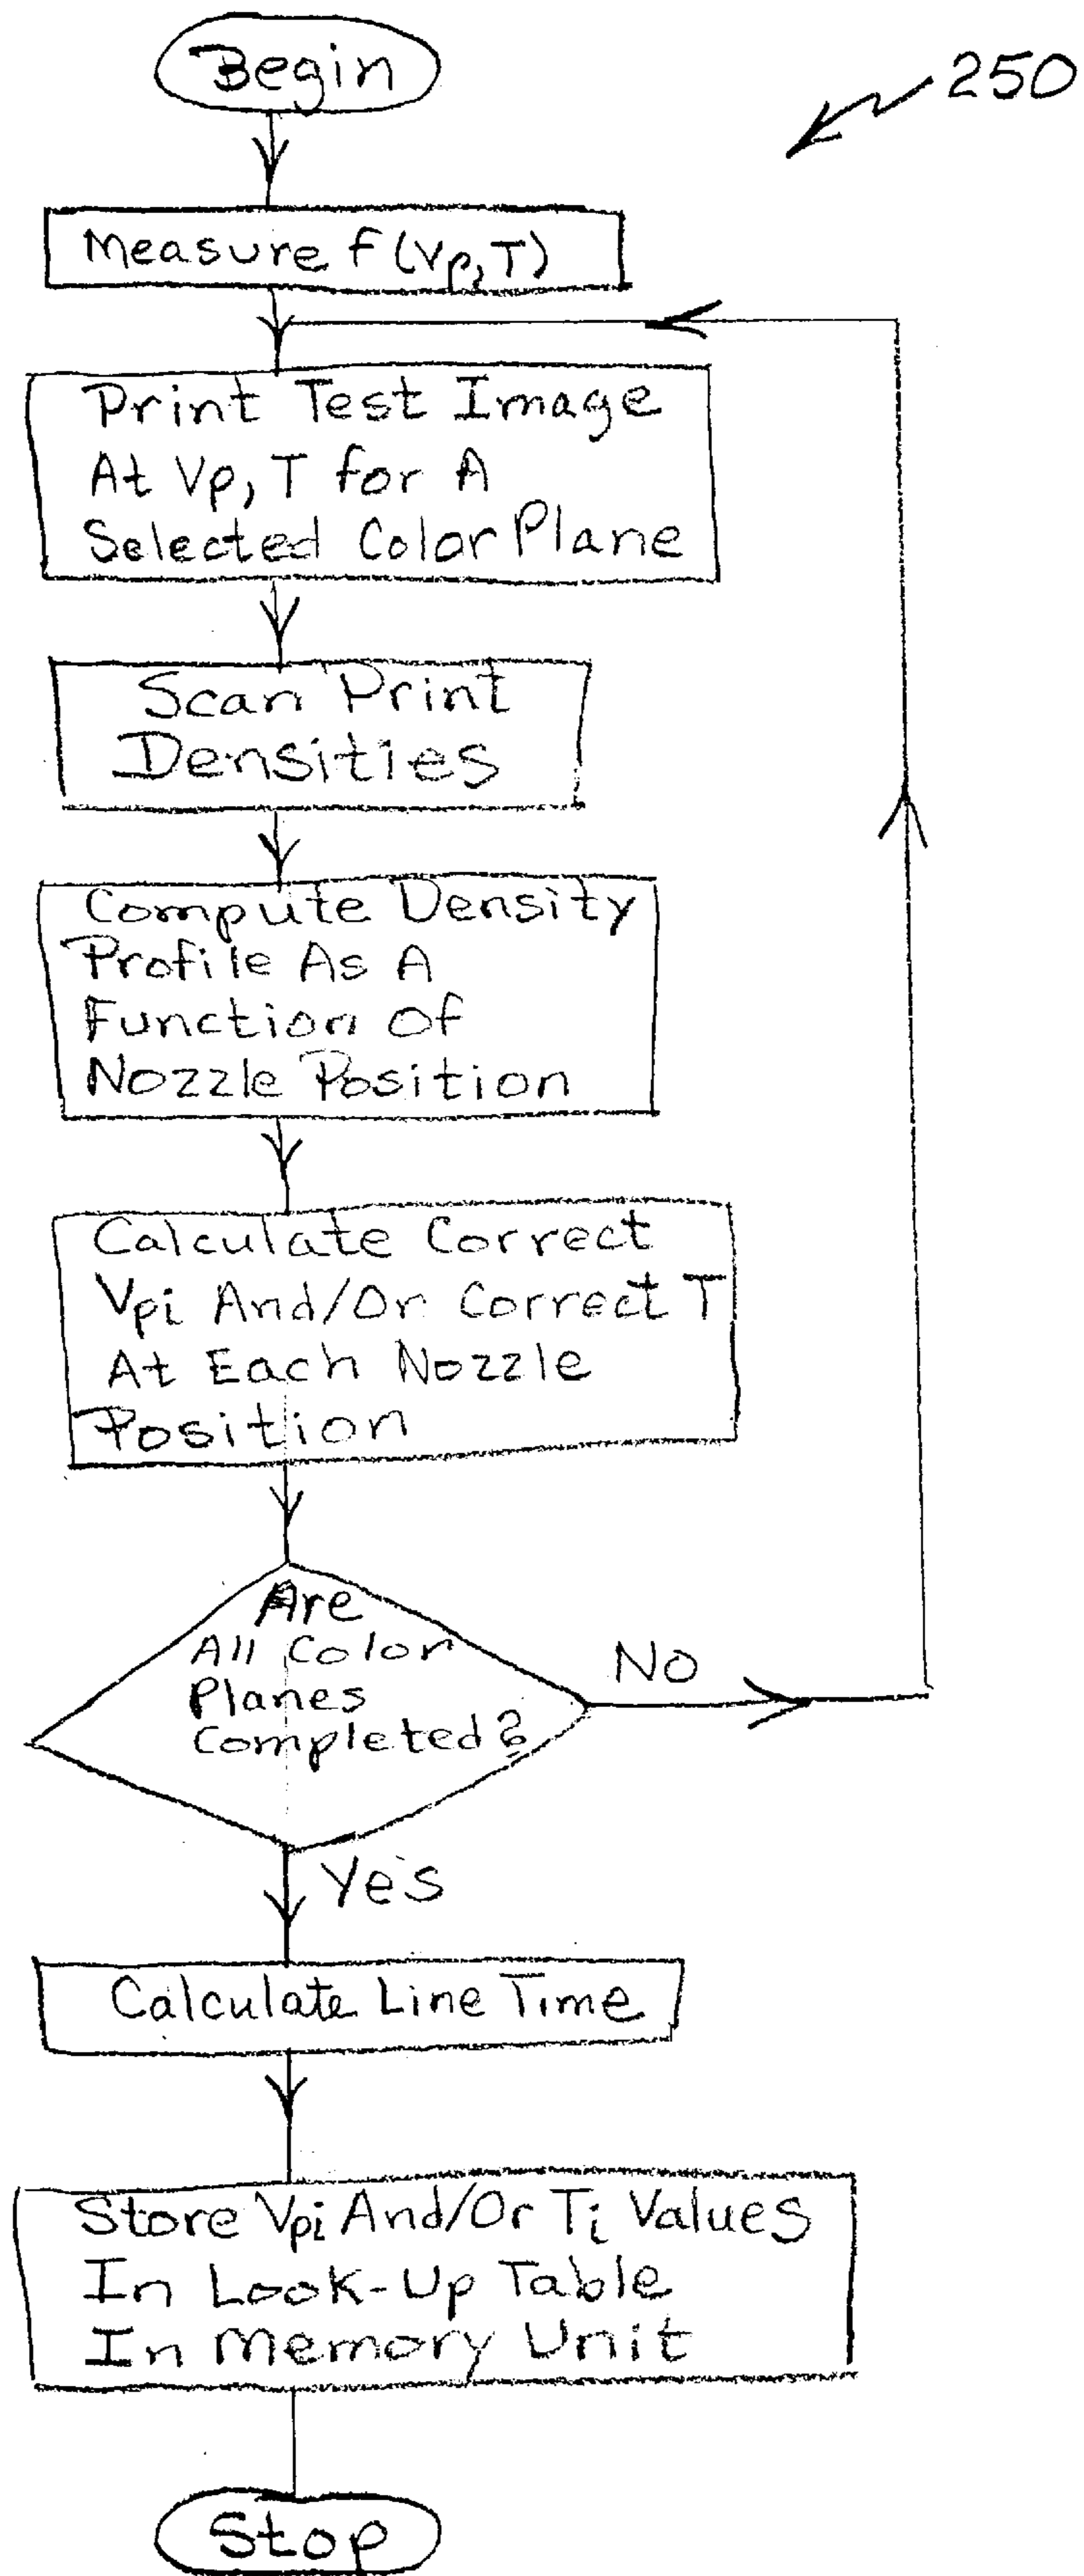 Begin
250
Measure f(Vp,T)
Print Test Image
At Vp, T for A
Selected Color Plane
Scan Print
Densities
Compute Density
Profile As A
Function Of
Nozzle Position
Calculate Correct
Vpi And/Or Correct T
At Each Nozzle
Position
Are
All Color
Planes
Completed?
No
Yes
Calculate Line Time
Store Vpi And/Or Ti Values
In Look-Up Table
In Memory Unit
Stop